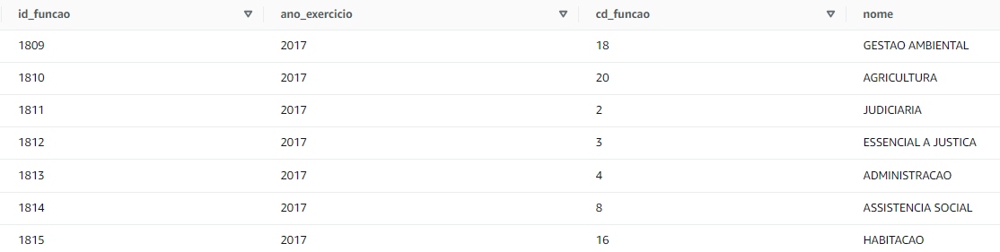 id_funcao ano_exercicio cd_funcao nome
1809 2017 18 GESTAO AMBIENTAL
1810 2017 20 AGRICULTURA
1811 2017 2 JUDICIARIA
1812 2017 3 ESSENCIAL A JUSTICA
1813 2017 4 ADMINISTRACAO
1814 2017 8 ASSISTENCIA SOCIAL
1815 2017 16 HABITACAO